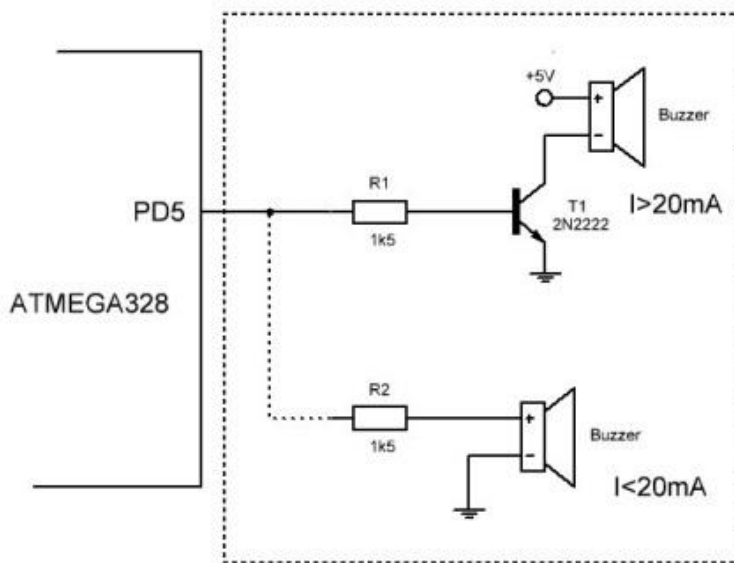 +5V
+
-
Buzzer
R1
PD5
T1
2N2222
I>20mA
1k5
ATMEGA328
R2
+
-
Buzzer
1k5
I<20mA